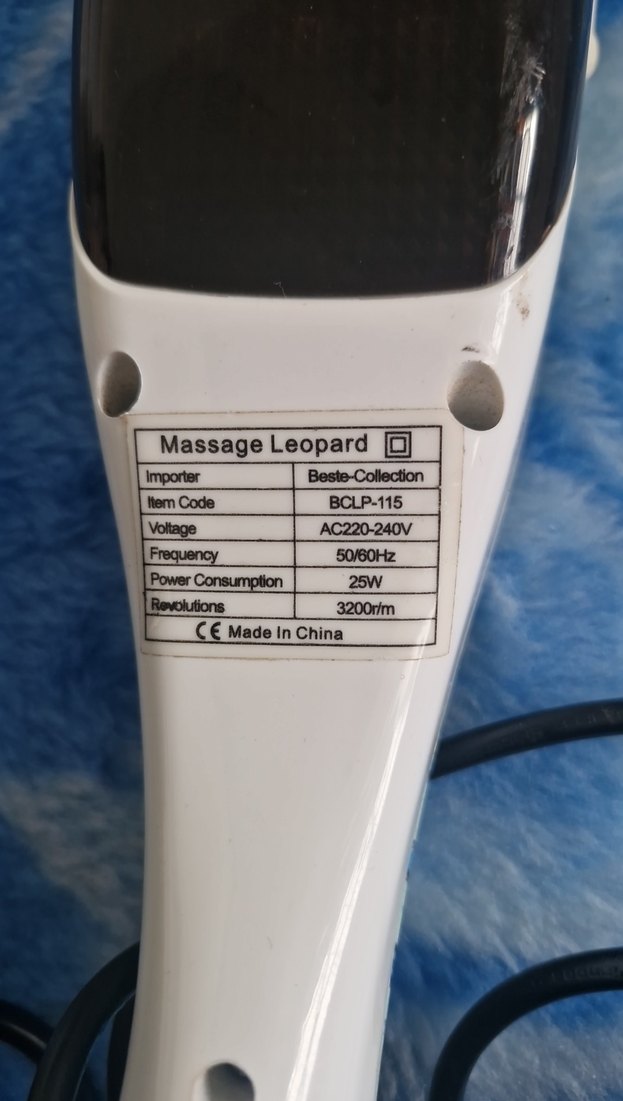 Massage Leopard
Importer Beste-Collection
Item Code BCLP-115
Voltage AC220-240V
Frequency 50/60Hz
Power Consumption 25W
Revolutions 3200r/m
CE Made In China